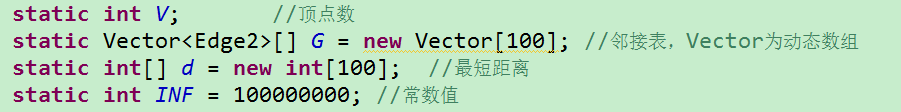 static int V;        //顶点数
static Vector<Edge2>[] G = new Vector[100]; //邻接表，Vector为动态数组
static int[] d = new int[100];  //最短距离
static int INF = 100000000; //常数值